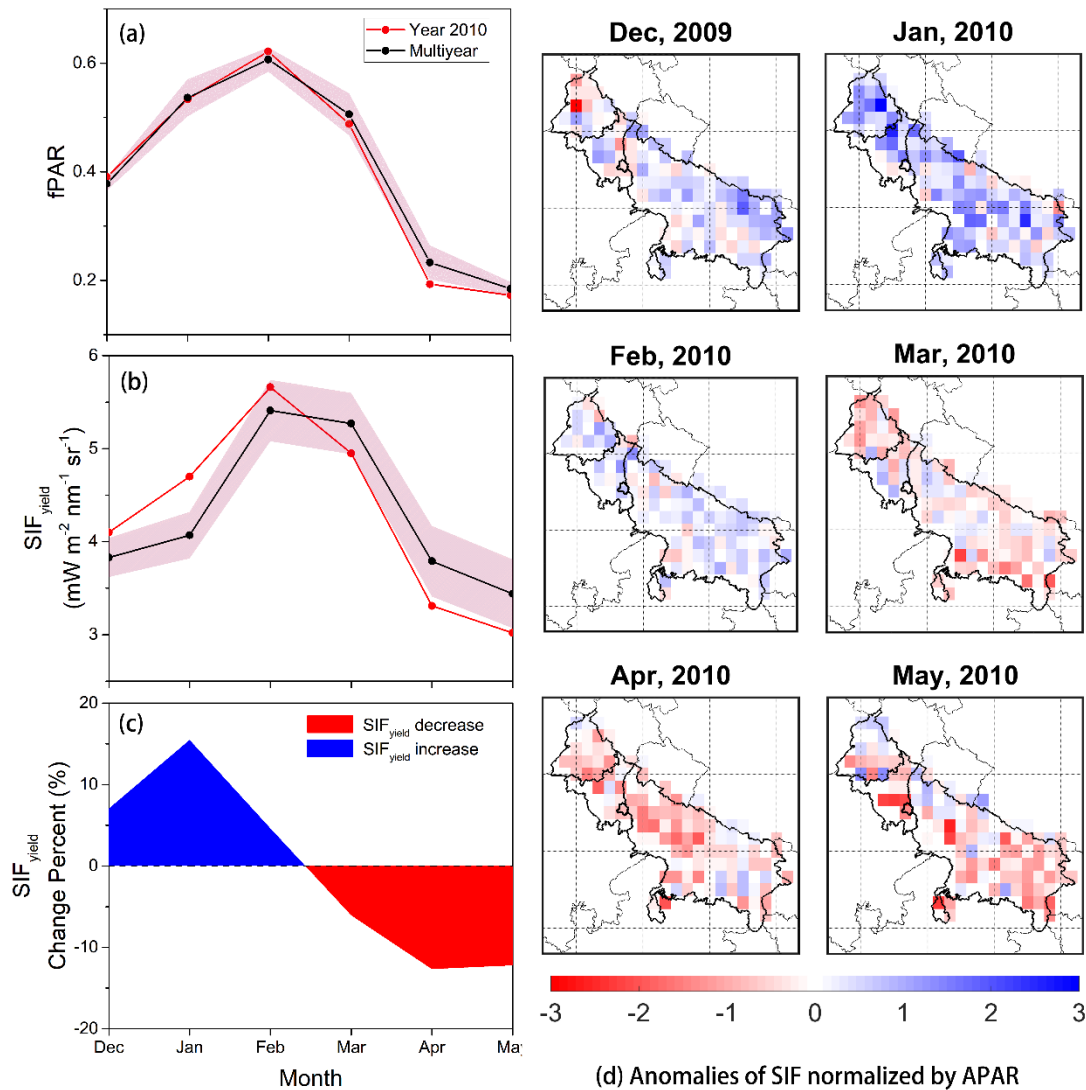 (a)
Year 2010
Multiyear
0.6
0.4
0.2
fPAR
(b)
6
5
4
3
SIFyield
(mW m-2 nm-1 sr-1)
(c)
SIFyield decrease
SIFyield increase
20
10
0
-10
-20
SIFyield
Change Percent (%)
Dec
Jan
Feb
Mar
Apr
May
Month
Dec, 2009
Jan, 2010
Feb, 2010
Mar, 2010
Apr, 2010
May, 2010
-3
-2
-1
0
1
2
3
(d) Anomalies of SIF normalized by APAR